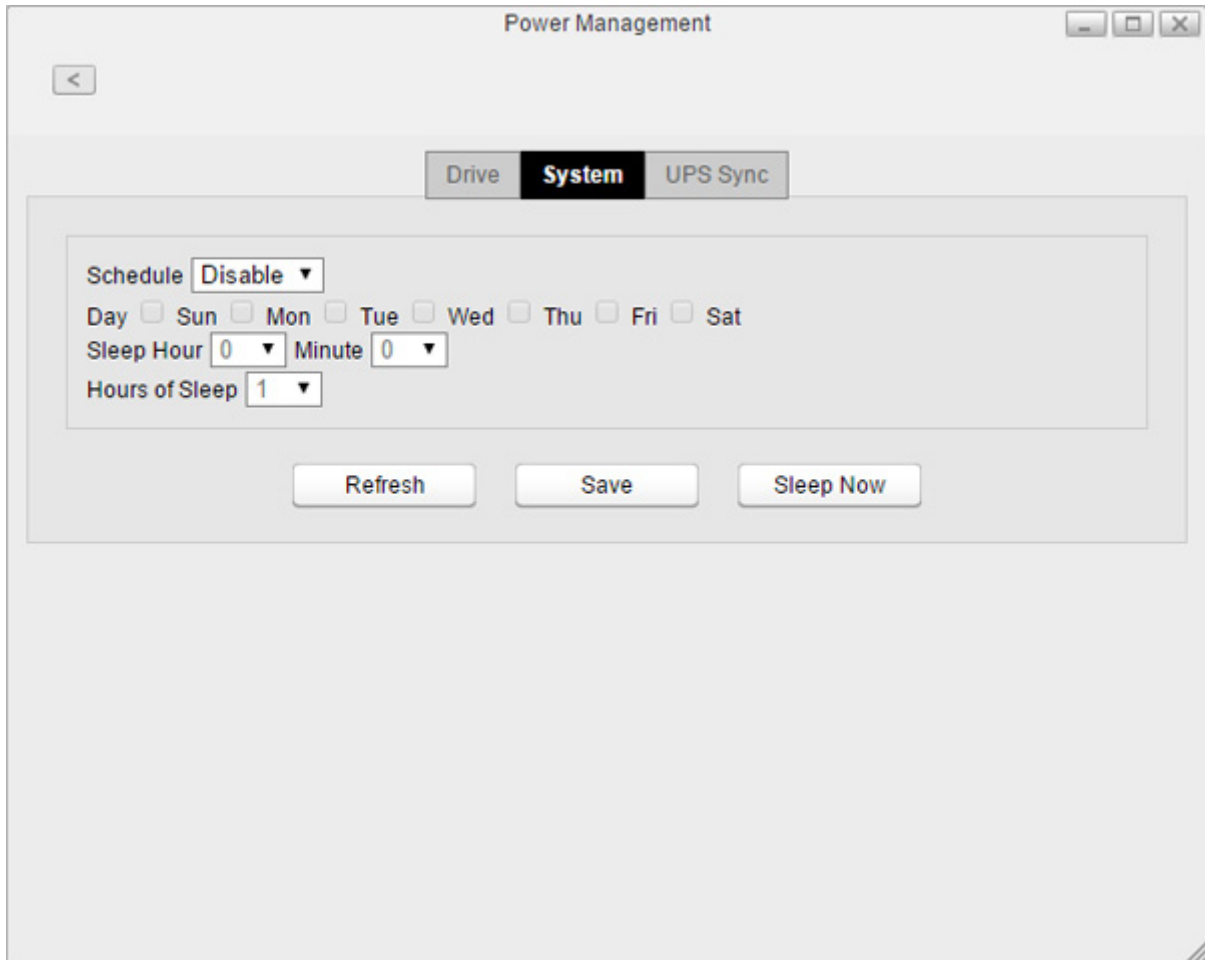 Power Management
<
Drive System UPS Sync
Schedule Disable
Day Sun Mon Tue Wed Thu Fri Sat
Sleep Hour 0 Minute 0
Hours of Sleep 1
Refresh Save Sleep Now